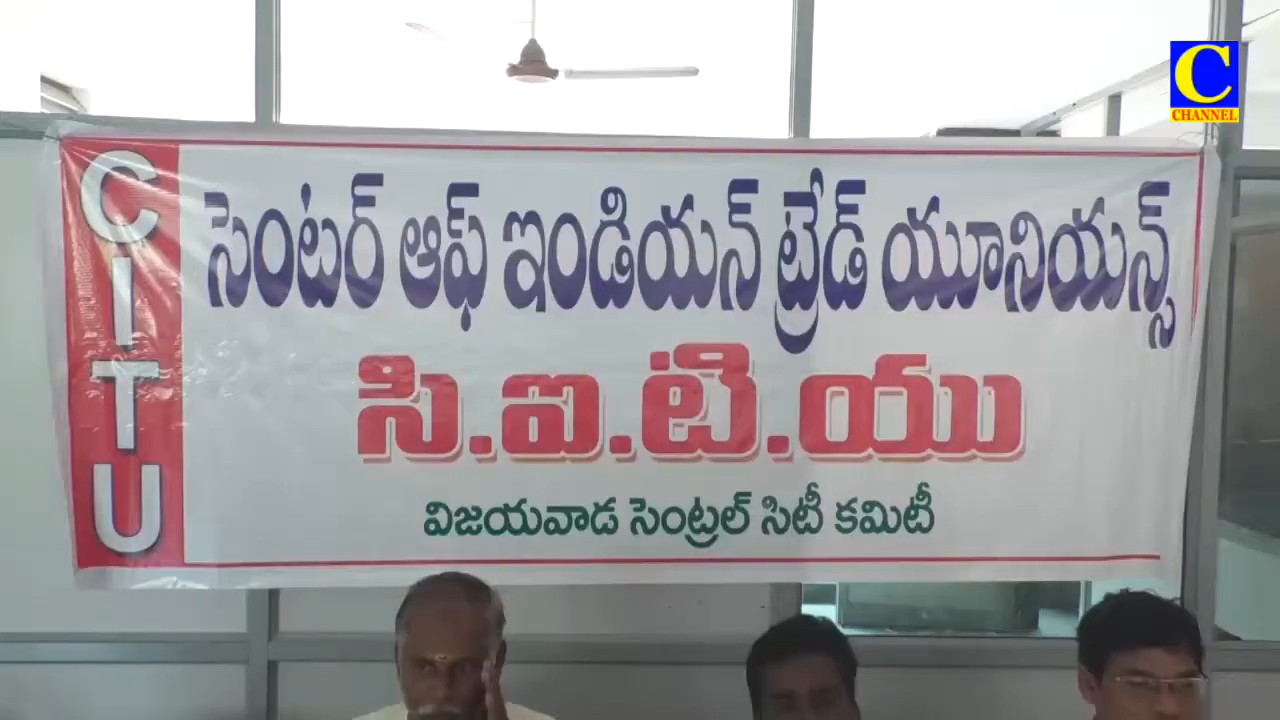 C
CHANNEL
CITU
సెంటర్ ఆఫ్ ఇండియన్ ట్రేడ్ యూనియన్స్
సి.ఐ.టి.యు
విజయవాడ సెంట్రల్ సిటీ కమిటీ